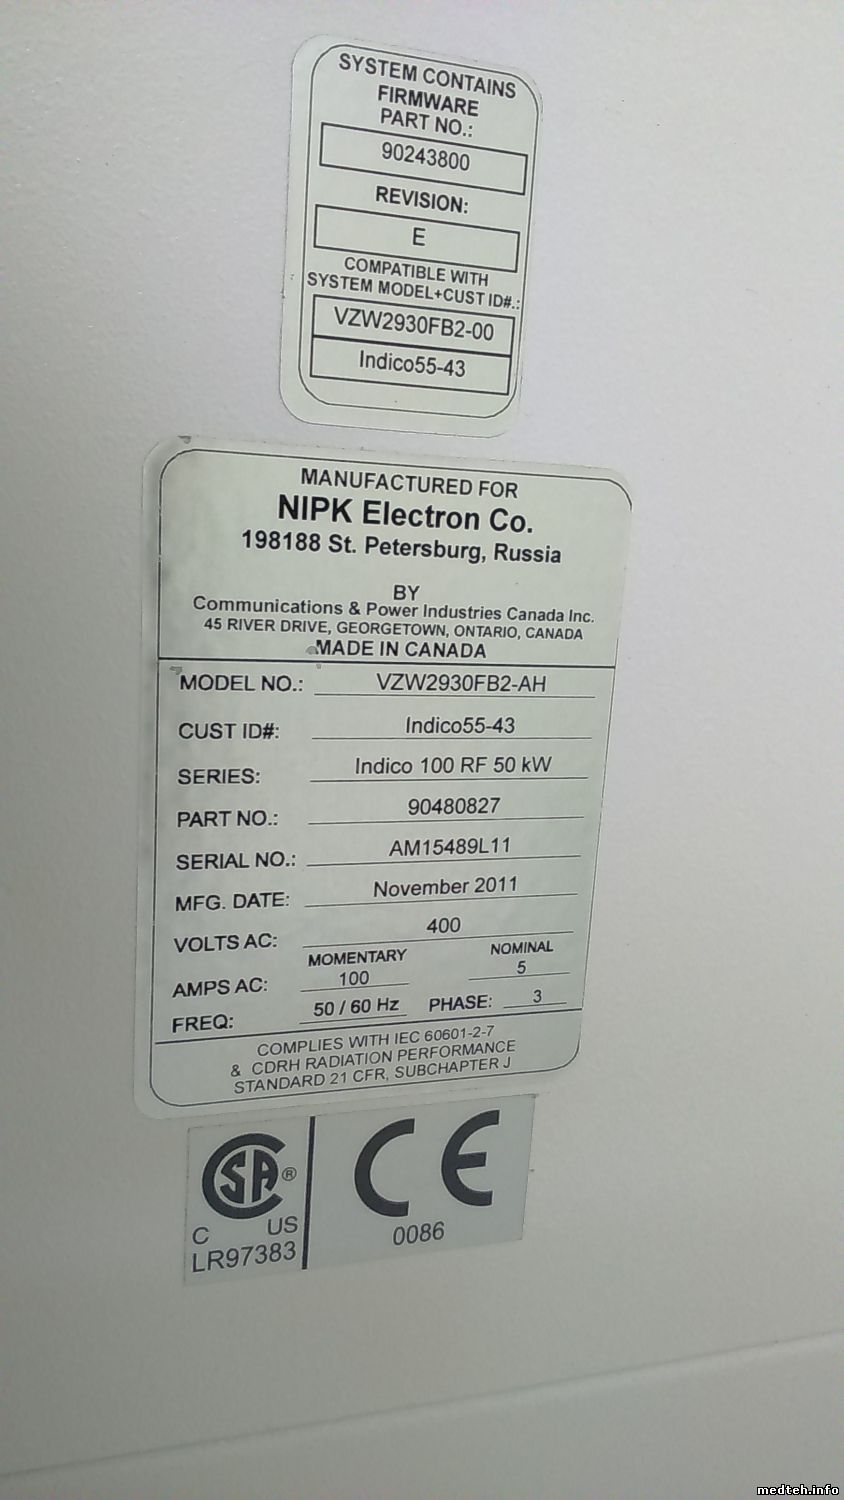 SYSTEM CONTAINS
FIRMWARE
PART NO.:
90243800
REVISION:
E
COMPATIBLE WITH
SYSTEM MODEL+CUST ID#.:
VZW2930FB2-00
Indico55-43
MANUFACTURED FOR
NIPK Electron Co.
198188 St. Petersburg, Russia
BY
Communications & Power Industries Canada Inc.
45 RIVER DRIVE, GEORGETOWN, ONTARIO, CANADA
MADE IN CANADA
MODEL NO.: VZW2930FB2-AH
CUST ID#: Indico55-43
SERIES: Indico 100 RF 50 kW
PART NO.: 90480827
SERIAL NO.: AM15489L11
MFG. DATE: November 2011
VOLTS AC: 400
MOMENTARY NOMINAL
AMPS AC: 100 5
FREQ: 50 / 60 Hz PHASE: 3
COMPLIES WITH IEC 60601-2-7
& CDRH RADIATION PERFORMANCE
STANDARD 21 CFR, SUBCHAPTER J
CSA ® CE
C US
LR97383 0086
medteh.info